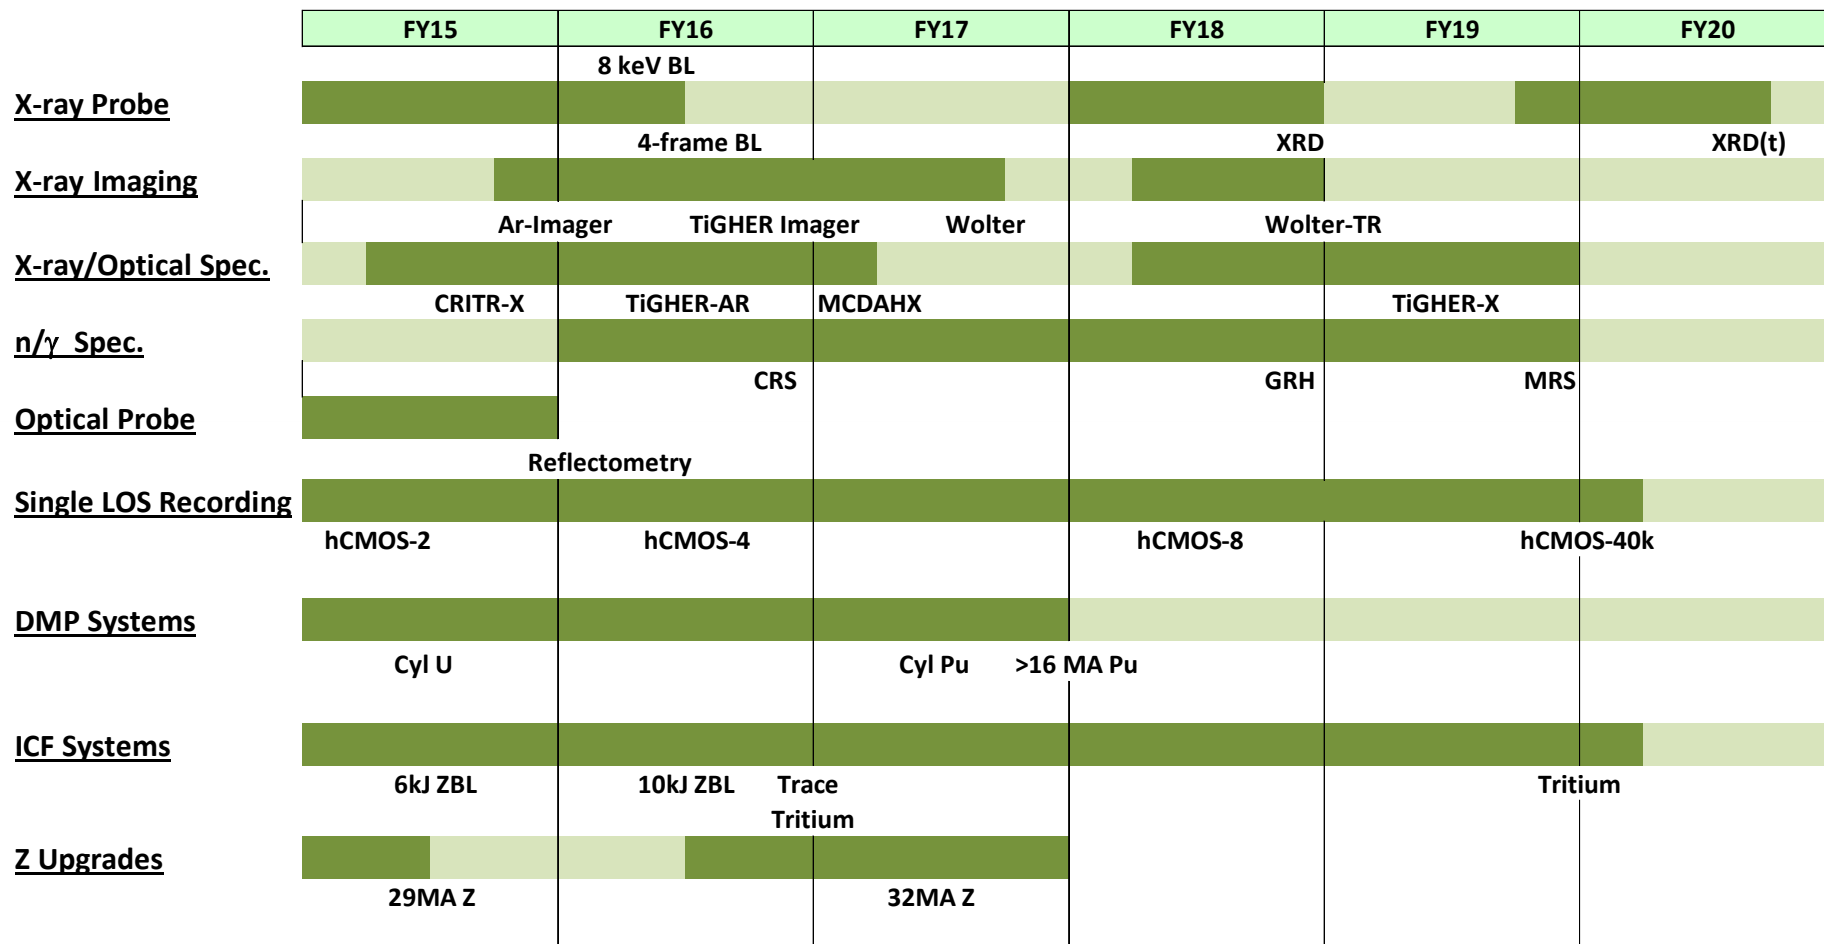 FY15 FY16 FY17 FY18 FY19 FY20
8 keV BL
X-ray Probe
4-frame BL XRD XRD(t)
X-ray Imaging
Ar-Imager TiGHER Imager Wolter Wolter-TR
X-ray/Optical Spec.
CRITR-X TiGHER-AR MCDAHX TiGHER-X
n/γ Spec.
CRS GRH MRS
Optical Probe
Reflectometry
Single LOS Recording
hCMOS-2 hCMOS-4 hCMOS-8 hCMOS-40k
DMP Systems
Cyl U Cyl Pu >16 MA Pu
ICF Systems
6kJ ZBL 10kJ ZBL Trace Tritium
Tritium
Z Upgrades
29MA Z 32MA Z